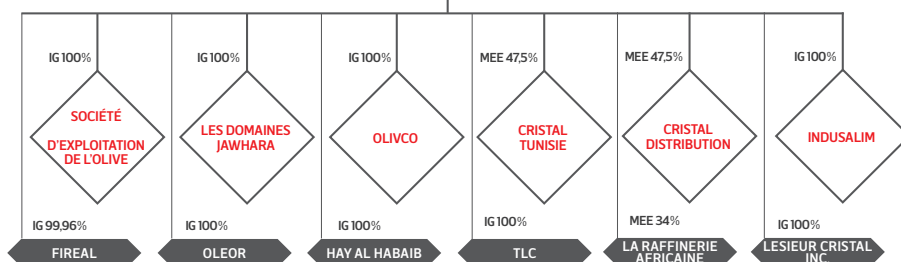 IG 100%
IG 100%
IG 100%
MEE 47,5%
MEE 47,5%
IG 100%
SOCIÉTÉ
D'EXPLOITATION
DE L'OLIVE
LES DOMAINES
JAWHARA
OLIVCO
CRISTAL
TUNISIE
CRISTAL
DISTRIBUTION
INDUSALIM
IG 99,96%
IG 100%
IG 100%
IG 100%
MEE 34%
IG 100%
FIREAL
OLEOR
HAY AL HABAIB
TLC
LA RAFFINERIE
AFRICAINE
LESIEUR CRISTAL
INC.